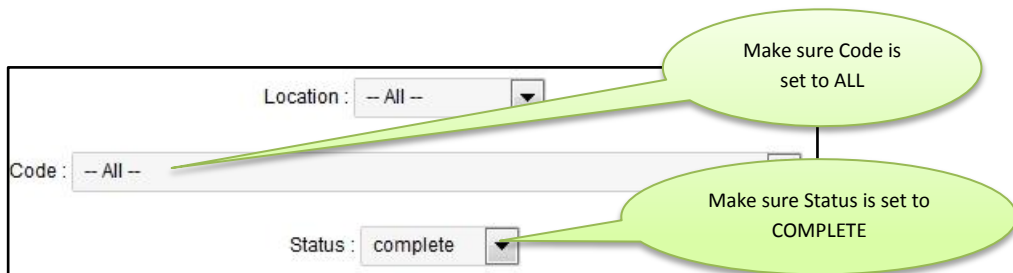 Make sure Code is
set to ALL
Location : -- All --
Code : -- All --
Make sure Status is set to
COMPLETE
Status : complete